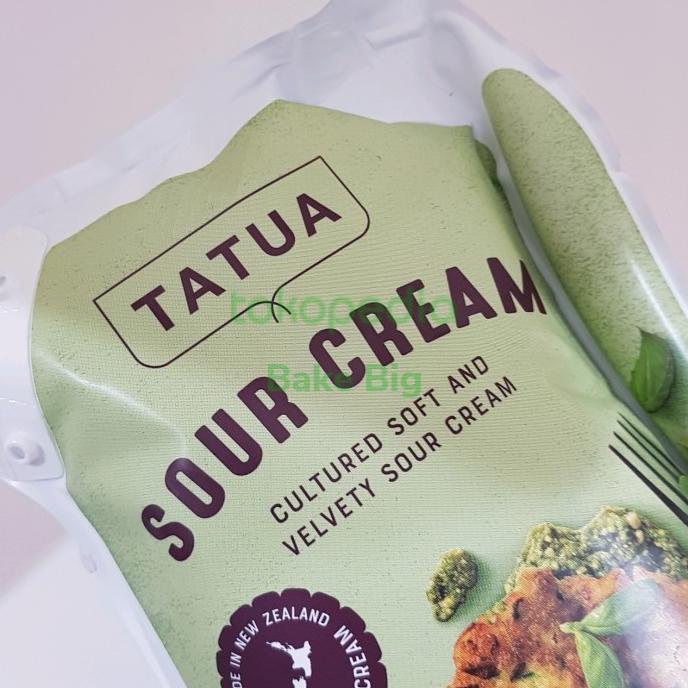 TATUA
SOUR CREAM
CULTURED SOFT AND
VELVETY SOUR CREAM
tokopedia
Bake Big
DE IN NEW ZEALAND
CREAM